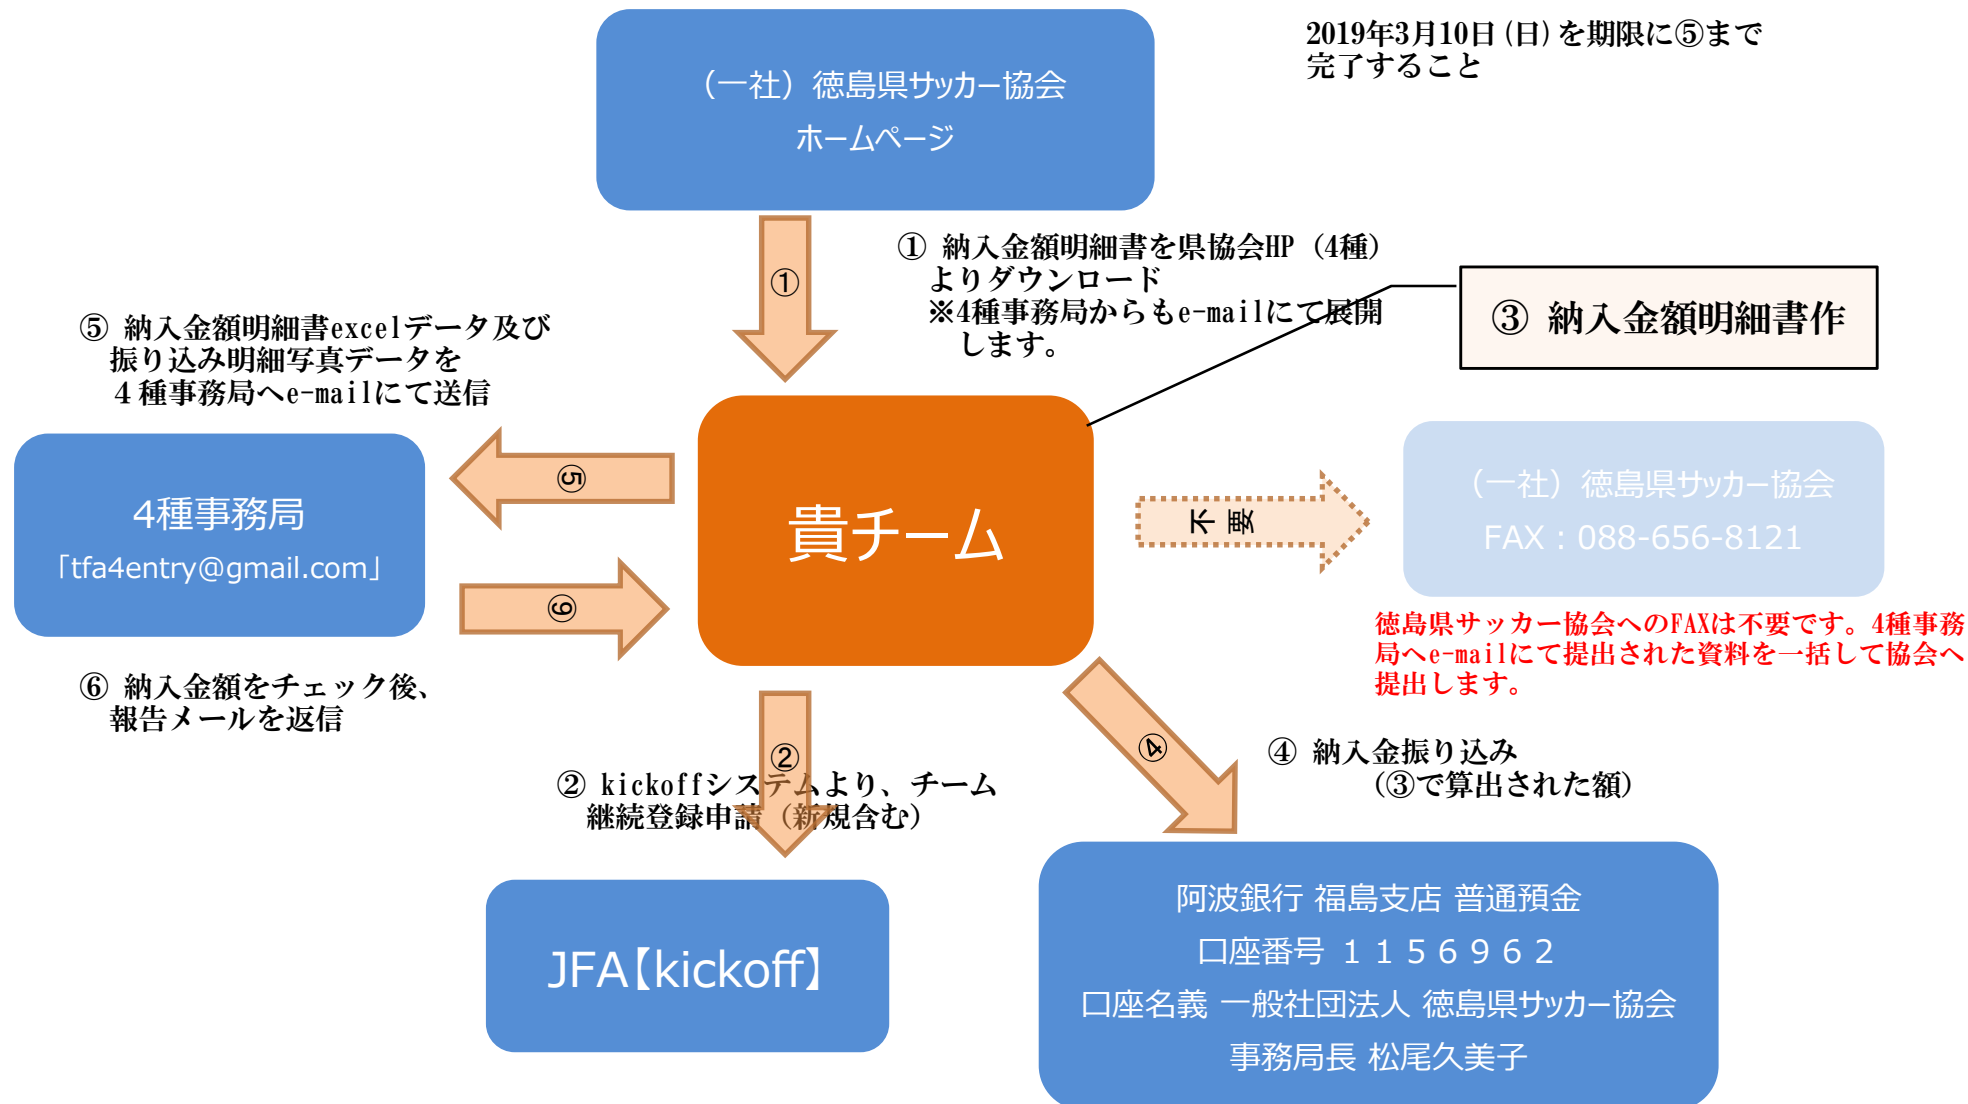 2019年3月10日(日)を期限に⑤まで
完了すること
（一社）徳島県サッカー協会
ホームページ
①
① 納入金額明細書を県協会HP（4種）
よりダウンロード
※4種事務局からもe-mailにて展開
します。
③ 納入金額明細書作
⑤ 納入金額明細書excelデータ及び
振り込み明細写真データを
４種事務局へe-mailにて送信
⑤
4種事務局
「tfa4entry@gmail.com」
⑥
⑥ 納入金額をチェック後、
報告メールを返信
貴チーム
不要
（一社）徳島県サッカー協会
FAX：088-656-8121
徳島県サッカー協会へのFAXは不要です。4種事務
局へe-mailにて提出された資料を一括して協会へ
提出します。
②
② kickoffシステムより、チーム
継続登録申請（新規含む）
④
④ 納入金振り込み
（③で算出された額）
JFA【kickoff】
阿波銀行 福島支店 普通預金
口座番号 １１５６９６２
口座名義 一般社団法人 徳島県サッカー協会
事務局長 松尾久美子